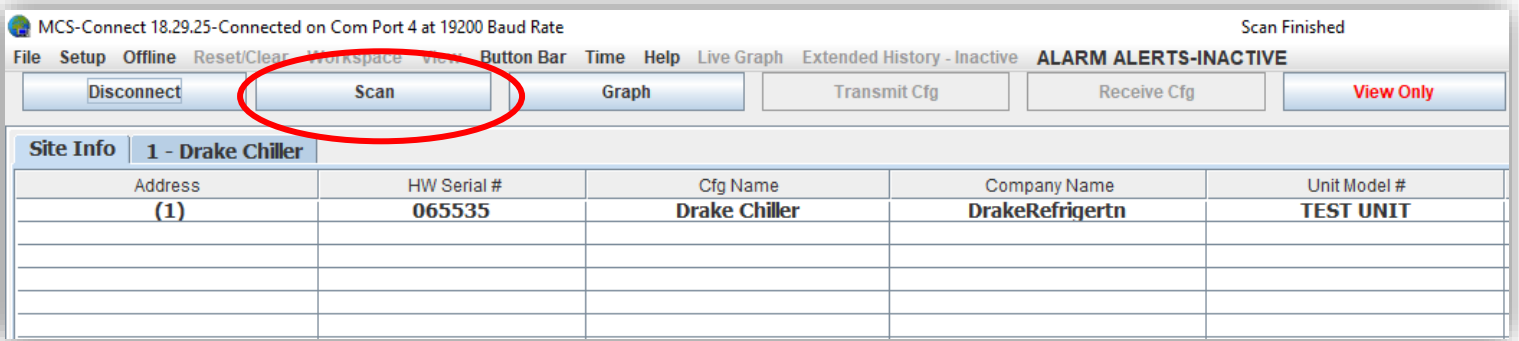 MCS-Connect 18.29.25-Connected on Com Port 4 at 19200 Baud Rate Scan Finished
File Setup Offline Reset/Clear Workspace View Button Bar Time Help Live Graph Extended History - Inactive ALARM ALERTS-INACTIVE
Disconnect Scan Graph Transmit Cfg Receive Cfg View Only
Site Info 1 - Drake Chiller
Address HW Serial # Cfg Name Company Name Unit Model #
(1) 065535 Drake Chiller DrakeRefrigertn TEST UNIT